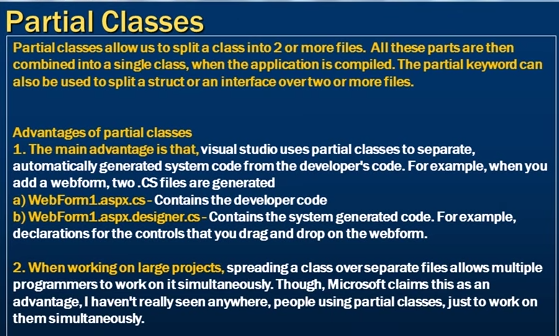 Partial Classes
Partial classes allow us to split a class into 2 or more files. All these parts are then
combined into a single class, when the application is compiled. The partial keyword can
also be used to split a struct or an interface over two or more files.
Advantages of partial classes
1. The main advantage is that, visual studio uses partial classes to separate,
automatically generated system code from the developer's code. For example, when you
add a webform, two .CS files are generated
a) WebForm1.aspx.cs - Contains the developer code
b) WebForm1.aspx.designer.cs - Contains the system generated code. For example,
declarations for the controls that you drag and drop on the webform.
2. When working on large projects, spreading a class over separate files allows multiple
programmers to work on it simultaneously. Though, Microsoft claims this as an
advantage, I haven't really seen anywhere, people using partial classes, just to work on
them simultaneously.